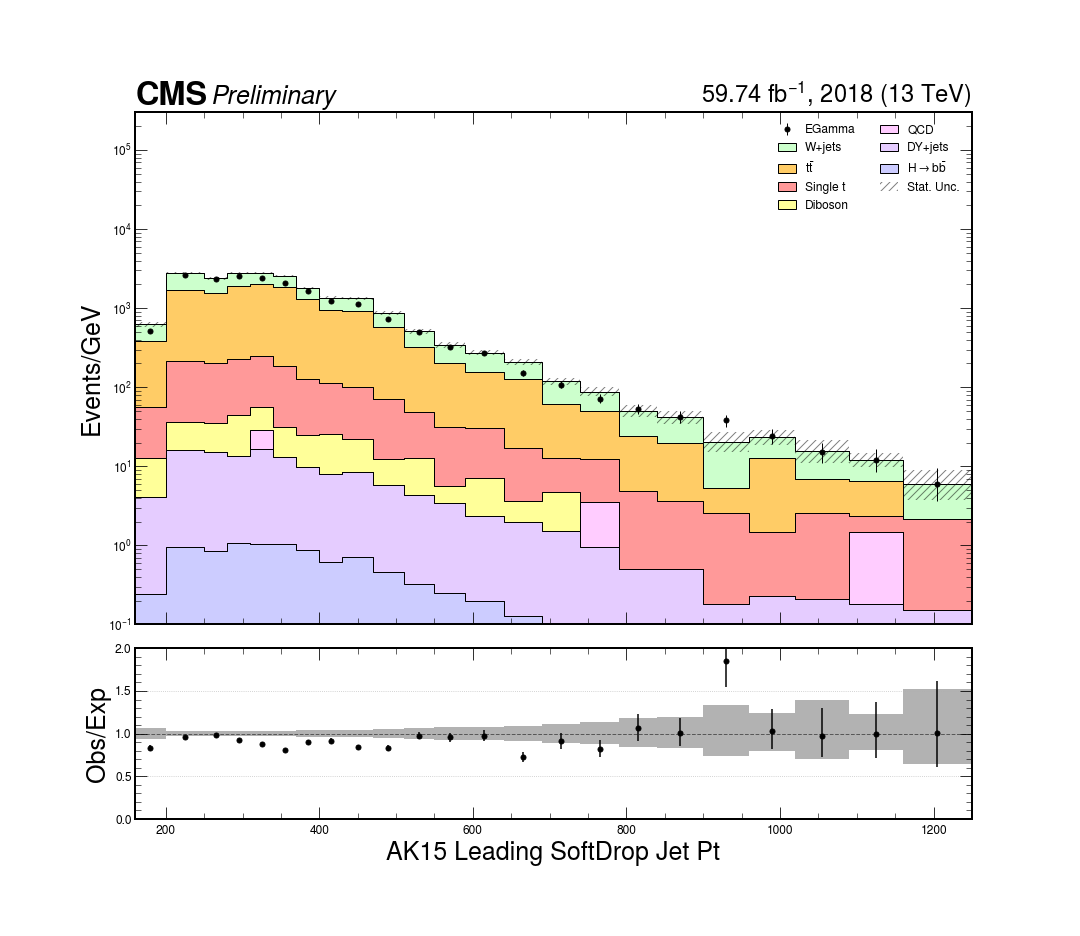 CMS Preliminary 59.74 fb⁻¹, 2018 (13 TeV)
EGamma
W+jets
tt̄
Single t
Diboson
QCD
DY+jets
H→bb̄
Stat. Unc.
Events/GeV
10⁵
10⁴
10³
10²
10¹
10⁰
10⁻¹
Obs/Exp
2.0
1.5
1.0
0.5
0.0
200 400 600 800 1000 1200
AK15 Leading SoftDrop Jet Pt